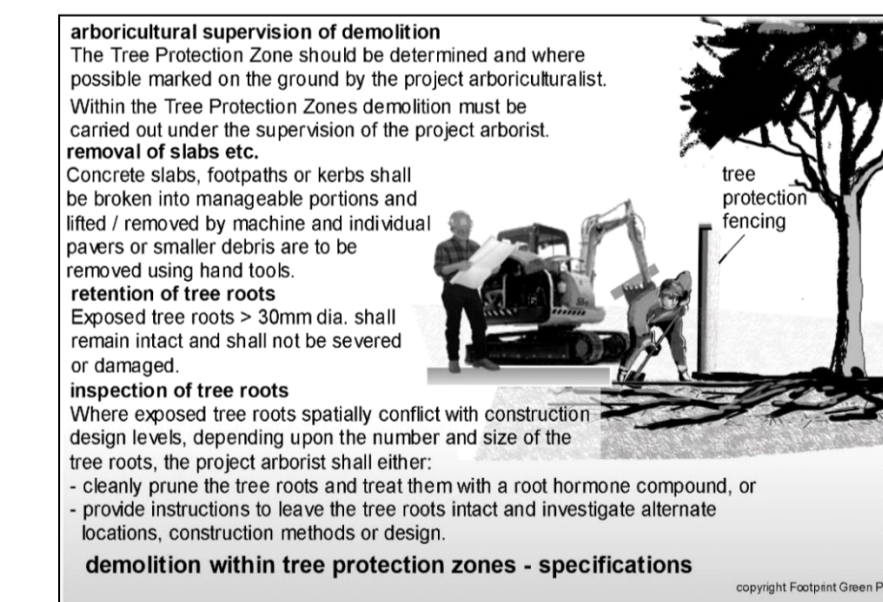 arboricultural supervision of demolition
The Tree Protection Zone should be determined and where
possible marked on the ground by the project arboriculturalist.
Within the Tree Protection Zones demolition must be
carried out under the supervision of the project arborist.
removal of slabs etc.
Concrete slabs, footpaths or kerbs shall
be broken into manageable portions and
lifted / removed by machine and individual
pavers or smaller debris are to be
removed using hand tools.
retention of tree roots
Exposed tree roots > 30mm dia. shall
remain intact and shall not be severed
or damaged.
inspection of tree roots
Where exposed tree roots spatially conflict with construction
design levels, depending upon the number and size of the
tree roots, the project arborist shall either:
- cleanly prune the tree roots and treat them with a root hormone compound, or
- provide instructions to leave the tree roots intact and investigate alternate
locations, construction methods or design.
tree
protection
fencing
demolition within tree protection zones - specifications
copyright Footprint Green P